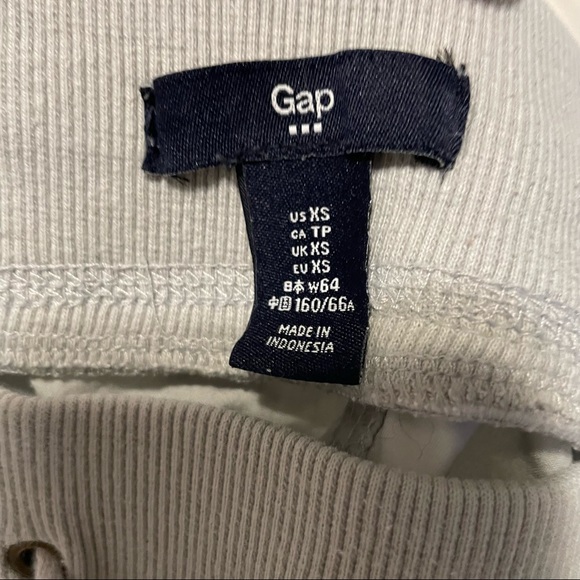 Gap
US XS
CA TP
UK XS
EU XS
日本 W64
中国 160/66A
MADE IN
INDONESIA